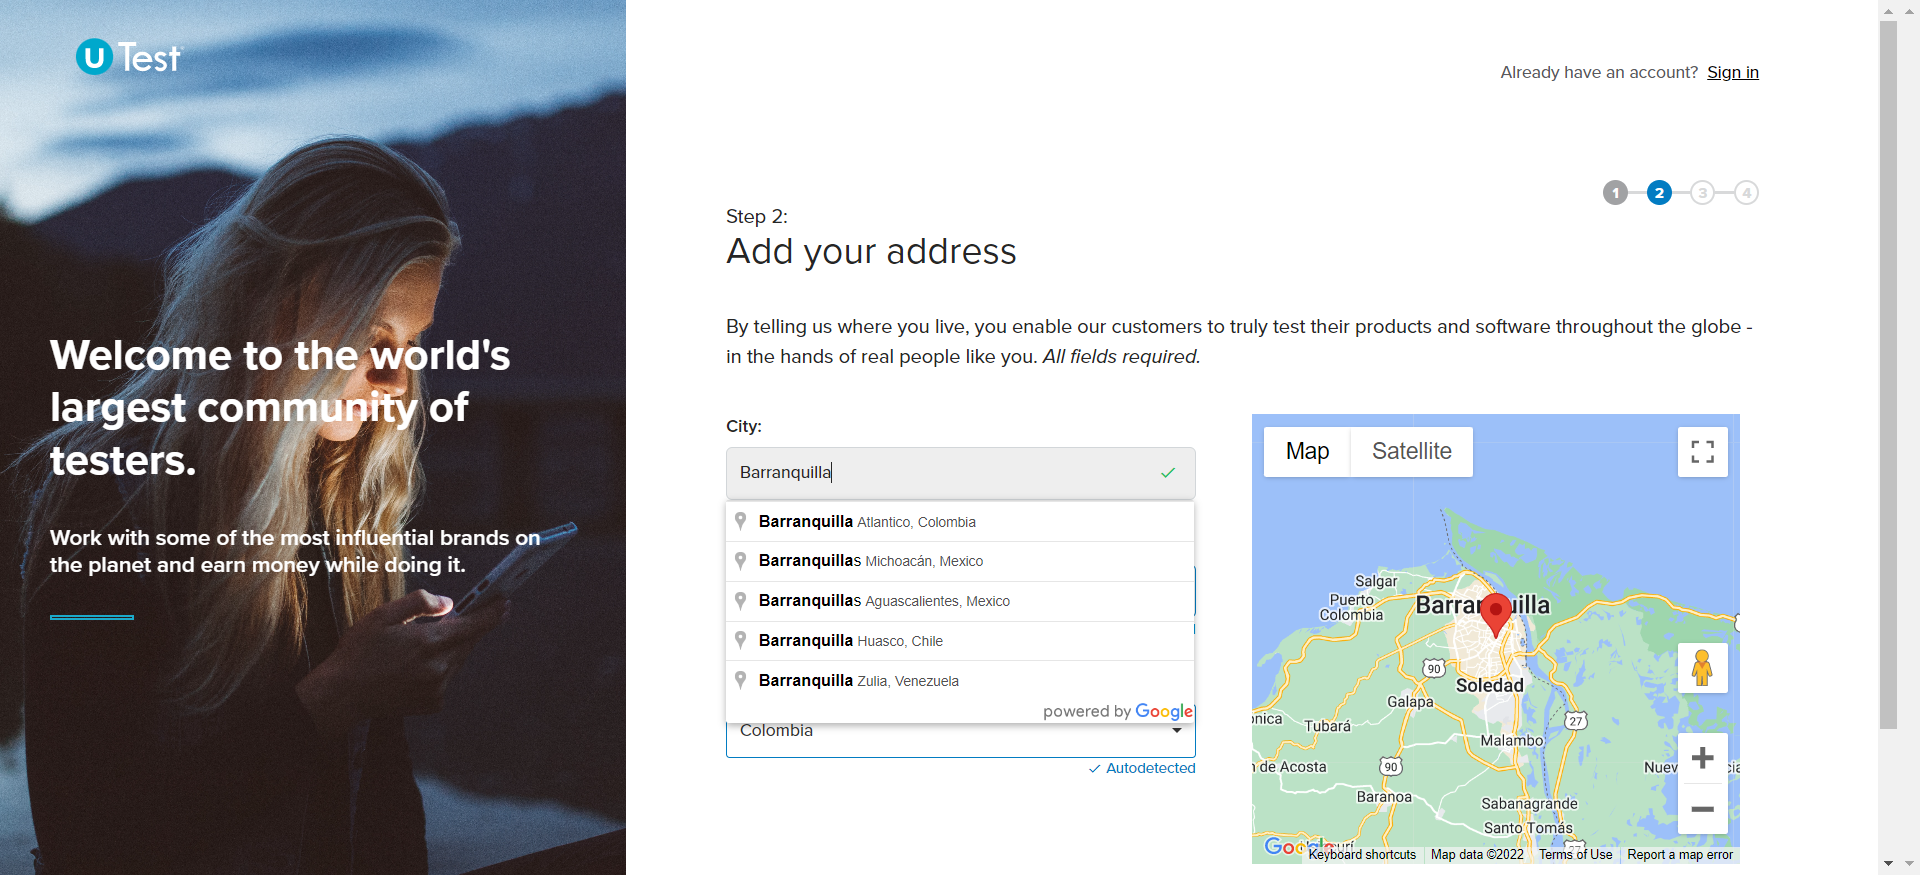 U Test
Welcome to the world's
largest community of
testers.
Work with some of the most influential brands on
the planet and earn money while doing it.
Already have an account? Sign in
1 2 3 4
Step 2:
Add your address
By telling us where you live, you enable our customers to truly test their products and software throughout the globe -
in the hands of real people like you. All fields required.
City:
Barranquilla
Barranquilla Atlantico, Colombia
Barranquillas Michoacán, Mexico
Barranquillas Aguascalientes, Mexico
Barranquilla Huasco, Chile
Barranquilla Zulia, Venezuela
powered by Google
Colombia
Autodetected
Map Satellite
Salgar
Puerto
Colombia
Barranquilla
90
Soledad
Galapa
27
Tubará
Malambo
90
Baranoa
Sabanagrande
Santo Tomás
Google
Keyboard shortcuts Map data ©2022 Terms of Use Report a map error